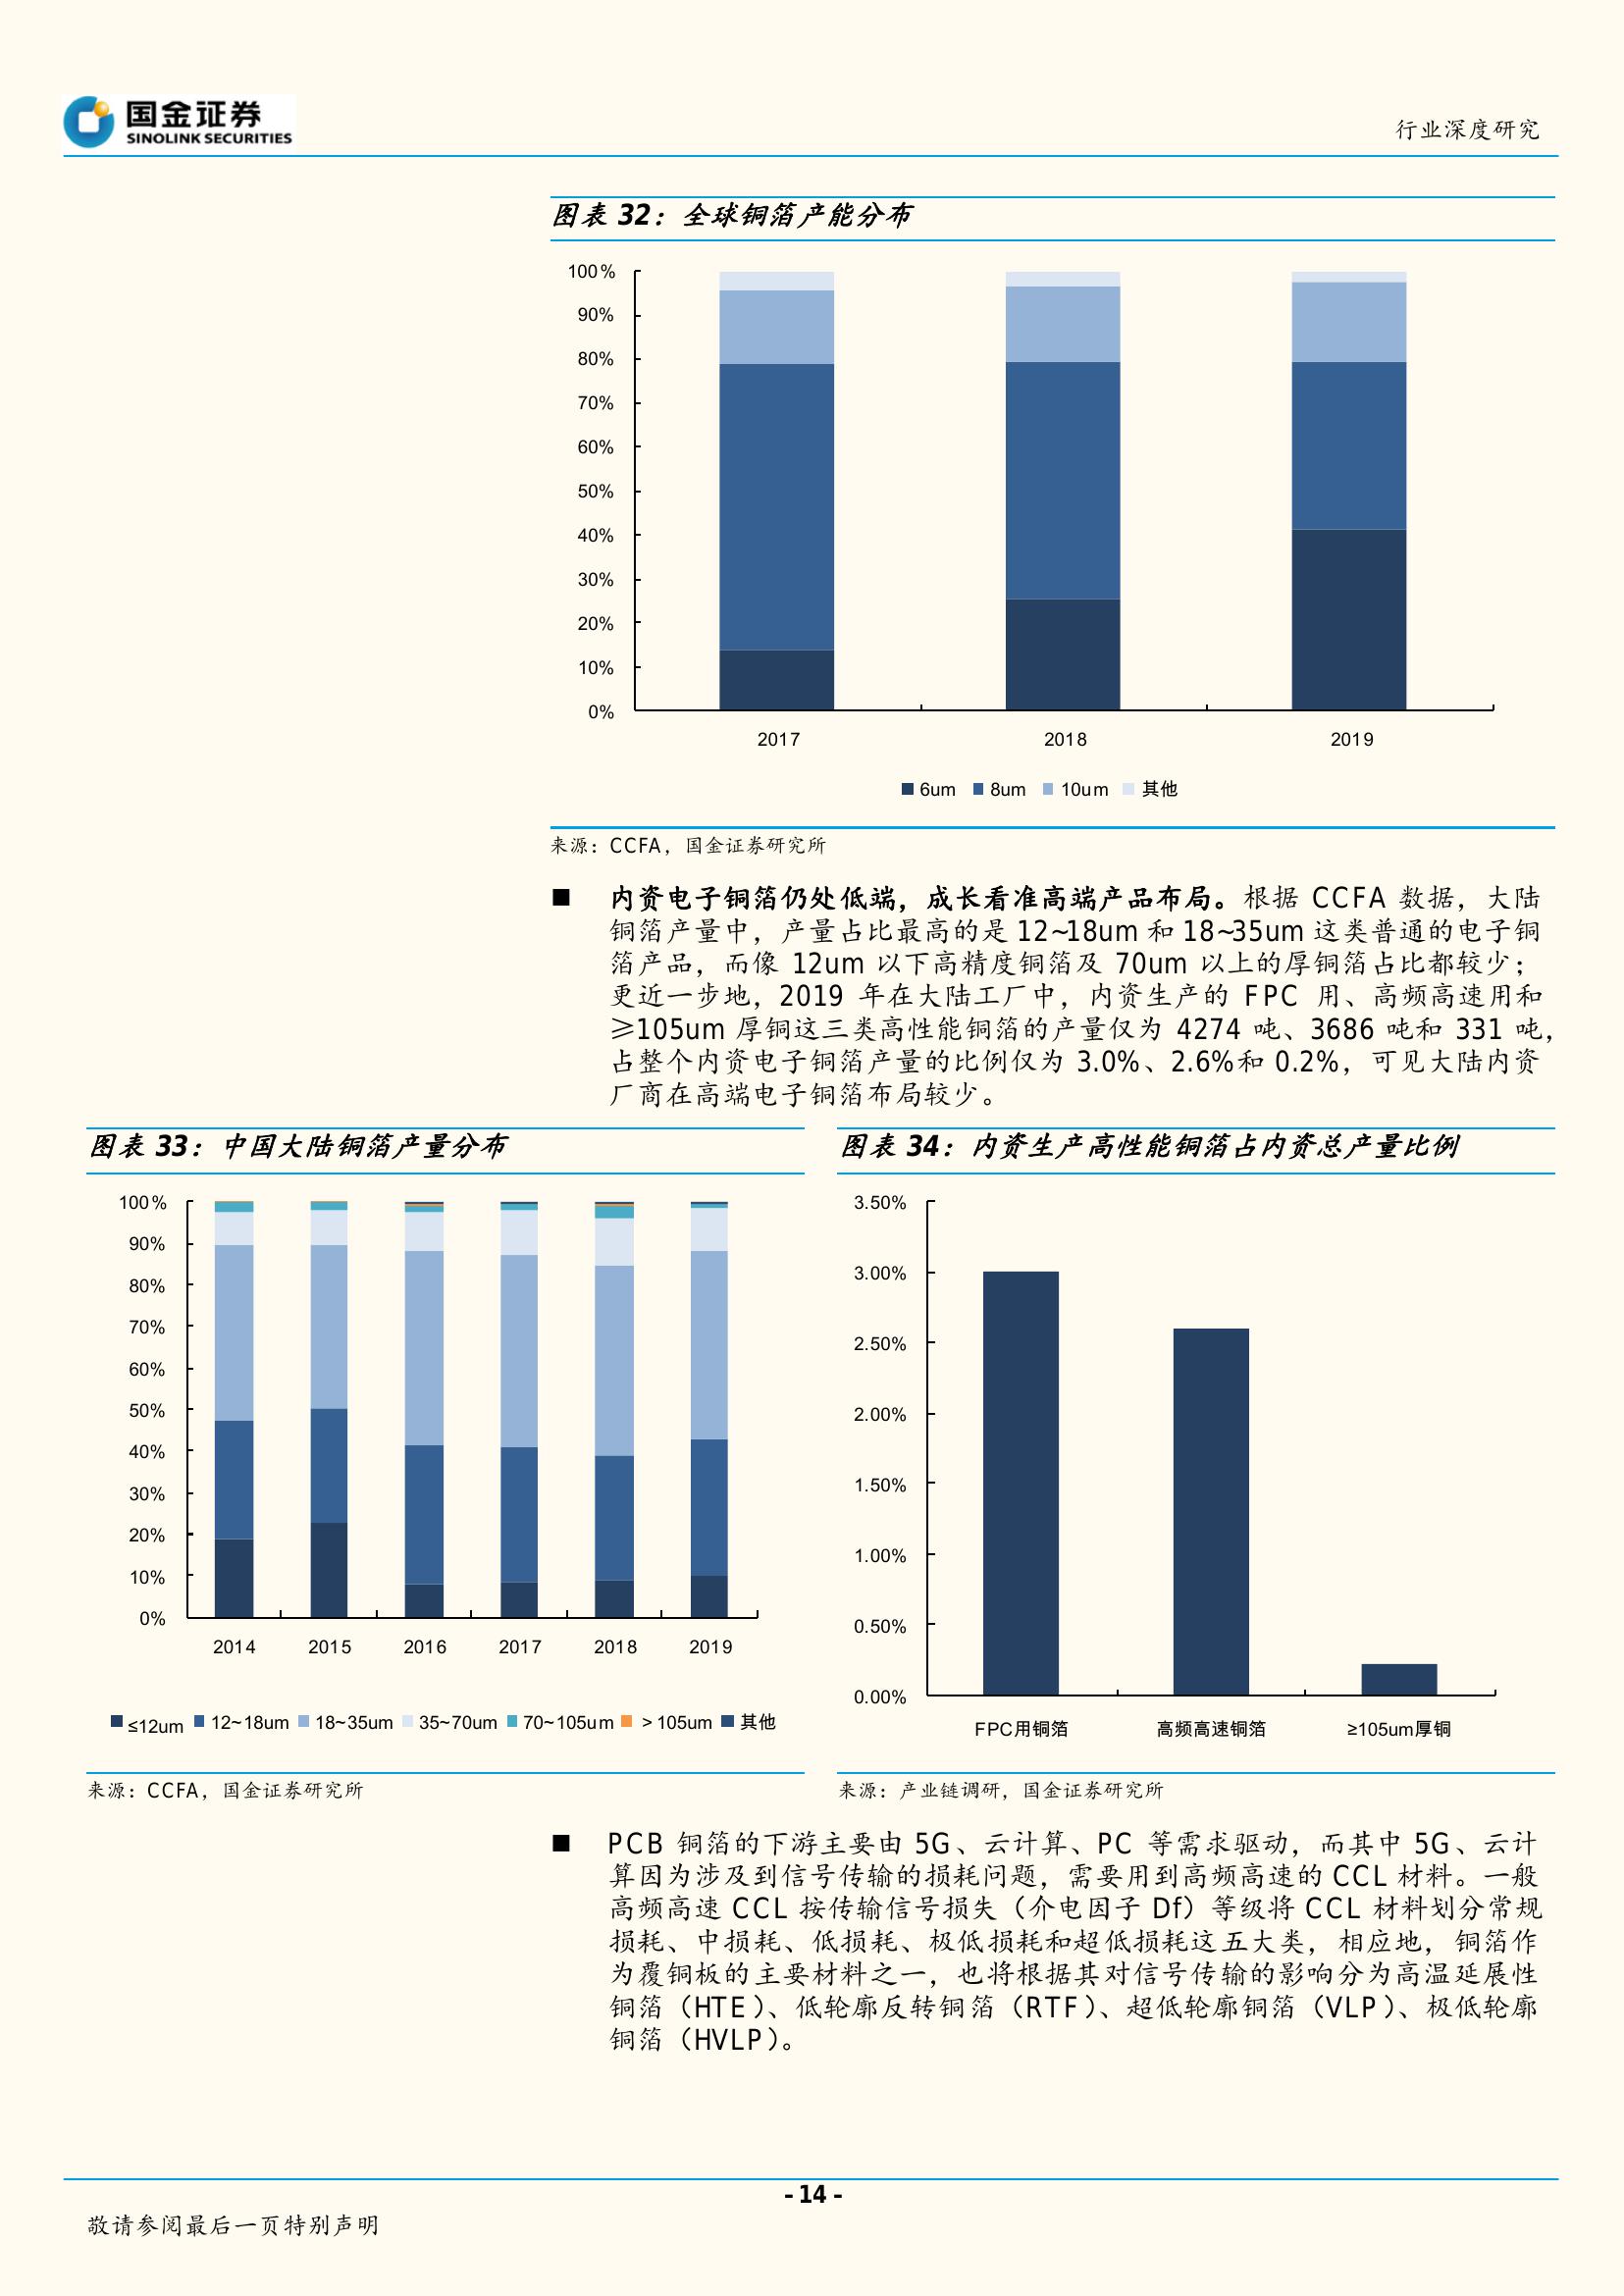 国金证券
SINOLINK SECURITIES
行业深度研究
图表 32：全球铜箔产能分布
100%
90%
80%
70%
60%
50%
40%
30%
20%
10%
0%
2017 2018 2019
6um 8um 10um 其他
来源：CCFA，国金证券研究所
■ 内资电子铜箔仍处低端，成长看准高端产品布局。根据 CCFA 数据，大陆
铜箔产量中，产量占比最高的是 12~18um 和 18~35um 这类普通的电子铜
箔产品，而像 12um 以下高精度铜箔及 70um 以上的厚铜箔占比都较少；
更近一步地，2019 年在大陆工厂中，内资生产的 FPC 用、高频高速用和
≥105um 厚铜这三类高性能铜箔的产量仅为 4274 吨、3686 吨和 331 吨，
占整个内资电子铜箔产量的比例仅为 3.0%、2.6%和 0.2%，可见大陆内资
厂商在高端电子铜箔布局较少。
图表 33：中国大陆铜箔产量分布
100%
90%
80%
70%
60%
50%
40%
30%
20%
10%
0%
2014 2015 2016 2017 2018 2019
≤12um 12~18um 18~35um 35~70um 70~105um > 105um 其他
来源：CCFA，国金证券研究所
图表 34：内资生产高性能铜箔占内资总产量比例
3.50%
3.00%
2.50%
2.00%
1.50%
1.00%
0.50%
0.00%
FPC用铜箔 高频高速铜箔 ≥105um厚铜
来源：产业链调研，国金证券研究所
■ PCB 铜箔的下游主要由 5G、云计算、PC 等需求驱动，而其中 5G、云计
算因为涉及到信号传输的损耗问题，需要用到高频高速的 CCL 材料。一般
高频高速 CCL 按传输信号损失（介电因子 Df）等级将 CCL 材料划分常规
损耗、中损耗、低损耗、极低损耗和超低损耗这五大类，相应地，铜箔作
为覆铜板的主要材料之一，也将根据其对信号传输的影响分为高温延展性
铜箔（HTE）、低轮廓反转铜箔（RTF）、超低轮廓铜箔（VLP）、极低轮廓
铜箔（HVLP）。
- 14 -
敬请参阅最后一页特别声明